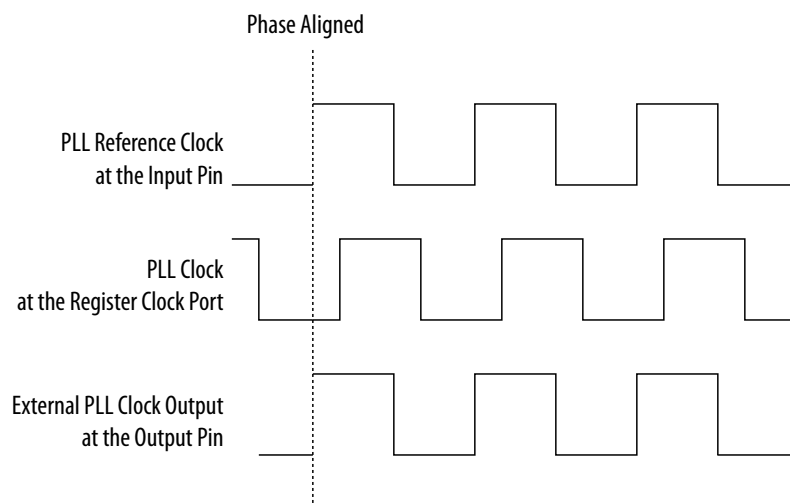 Phase Aligned
PLL Reference Clock
at the Input Pin
PLL Clock
at the Register Clock Port
External PLL Clock Output
at the Output Pin